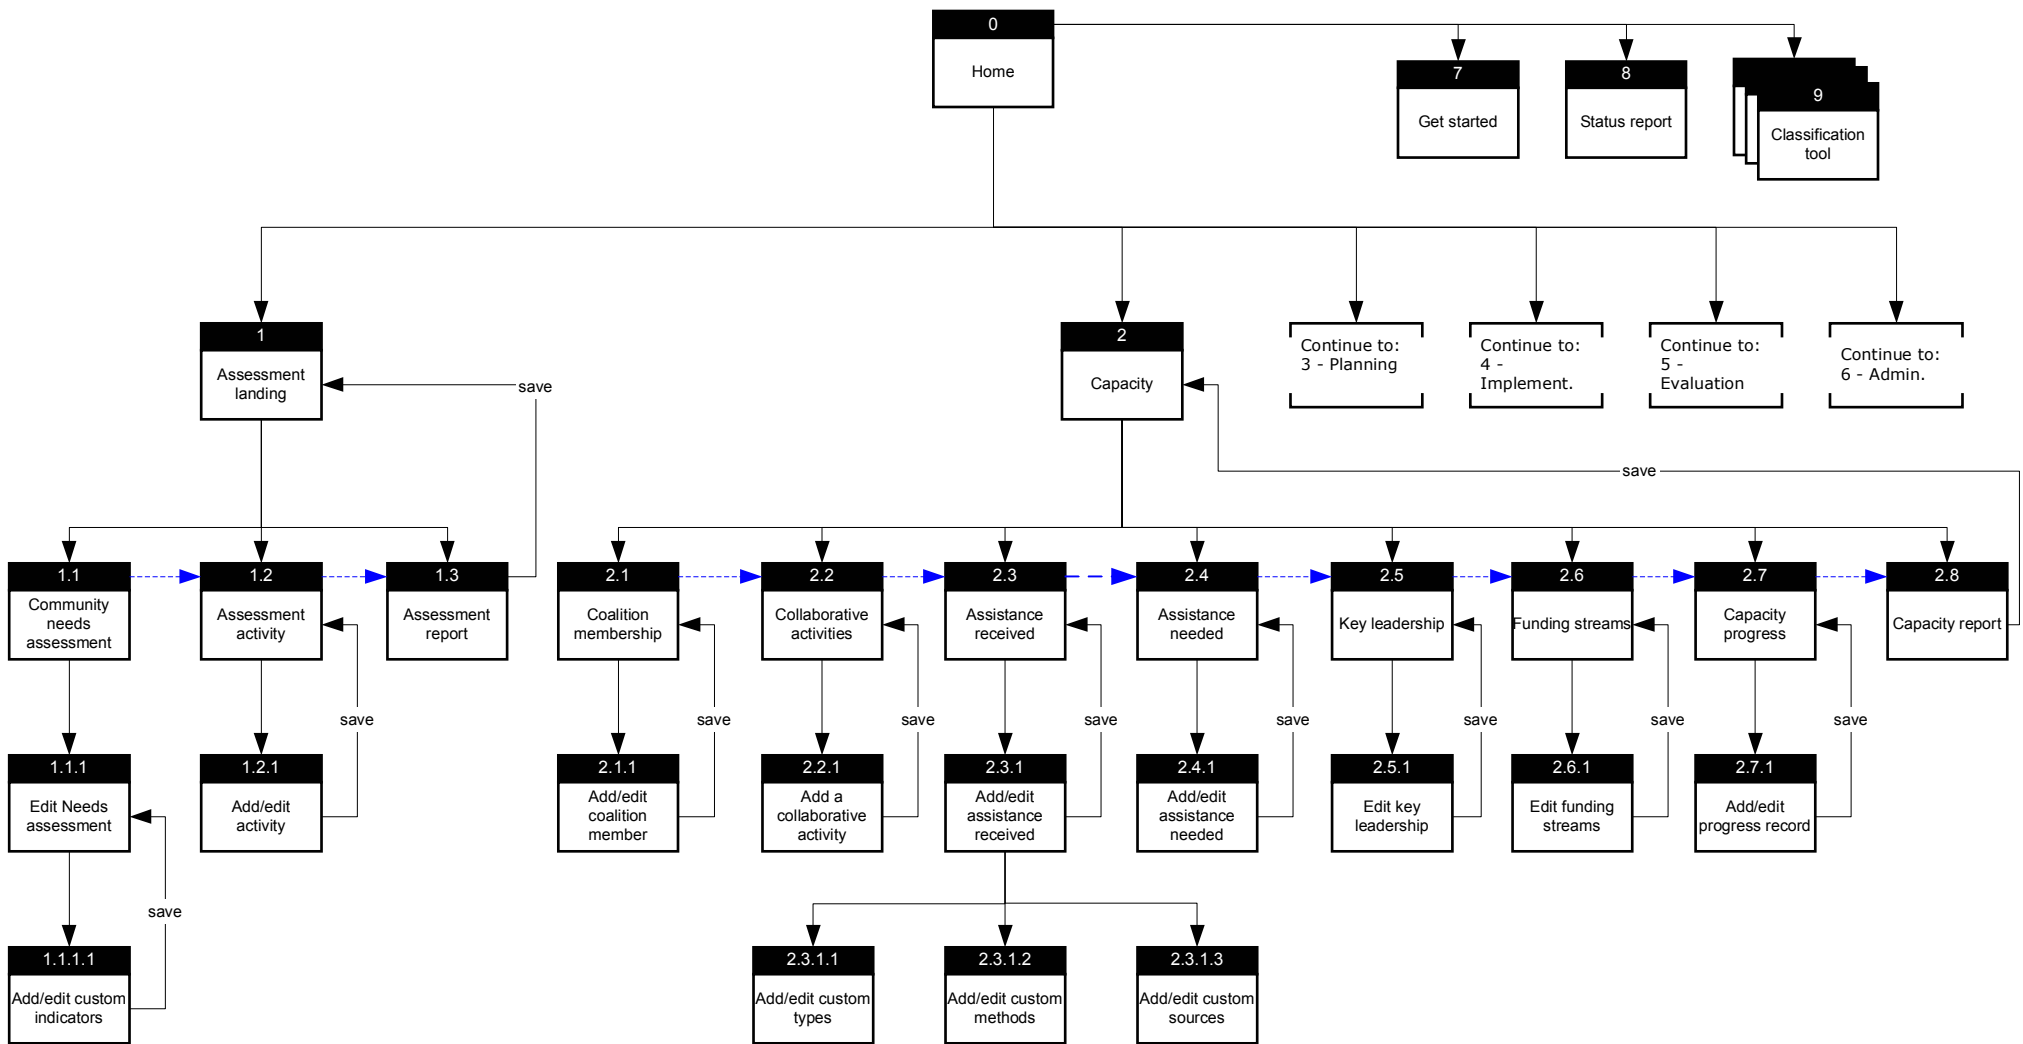 0
Home
7
Get started
8
Status report
9
Classification
tool
1
Assessment
landing
save
2
Capacity
Continue to:
3 - Planning
Continue to:
4 -
Implement.
Continue to:
5 -
Evaluation
Continue to:
6 - Admin.
save
1.1
Community
needs
assessment
1.2
Assessment
activity
1.3
Assessment
report
2.1
Coalition
membership
2.2
Collaborative
activities
2.3
Assistance
received
2.4
Assistance
needed
2.5
Key leadership
2.6
Funding streams
2.7
Capacity
progress
2.8
Capacity report
save
save
save
save
save
save
save
save
1.1.1
Edit Needs
assessment
1.2.1
Add/edit
activity
2.1.1
Add/edit
coalition
member
2.2.1
Add a
collaborative
activity
2.3.1
Add/edit
assistance
received
2.4.1
Add/edit
assistance
needed
2.5.1
Edit key
leadership
2.6.1
Edit funding
streams
2.7.1
Add/edit
progress record
save
1.1.1.1
Add/edit custom
indicators
2.3.1.1
Add/edit custom
types
2.3.1.2
Add/edit custom
methods
2.3.1.3
Add/edit custom
sources